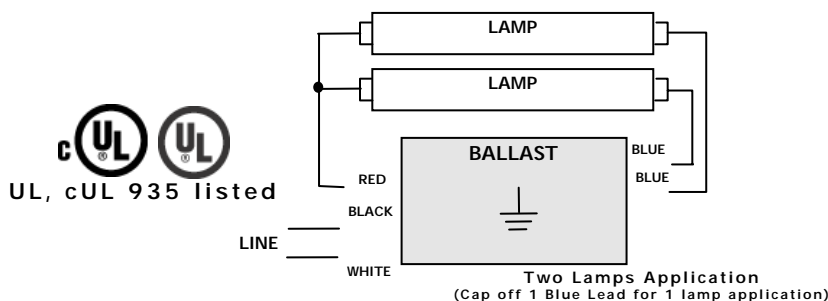 LAMP
LAMP
c UL ® UL ®
UL, cUL 935 listed
BALLAST
BLUE
BLUE
RED
BLACK
LINE
WHITE
Two Lamps Application
(Cap off 1 Blue Lead for 1 lamp application)